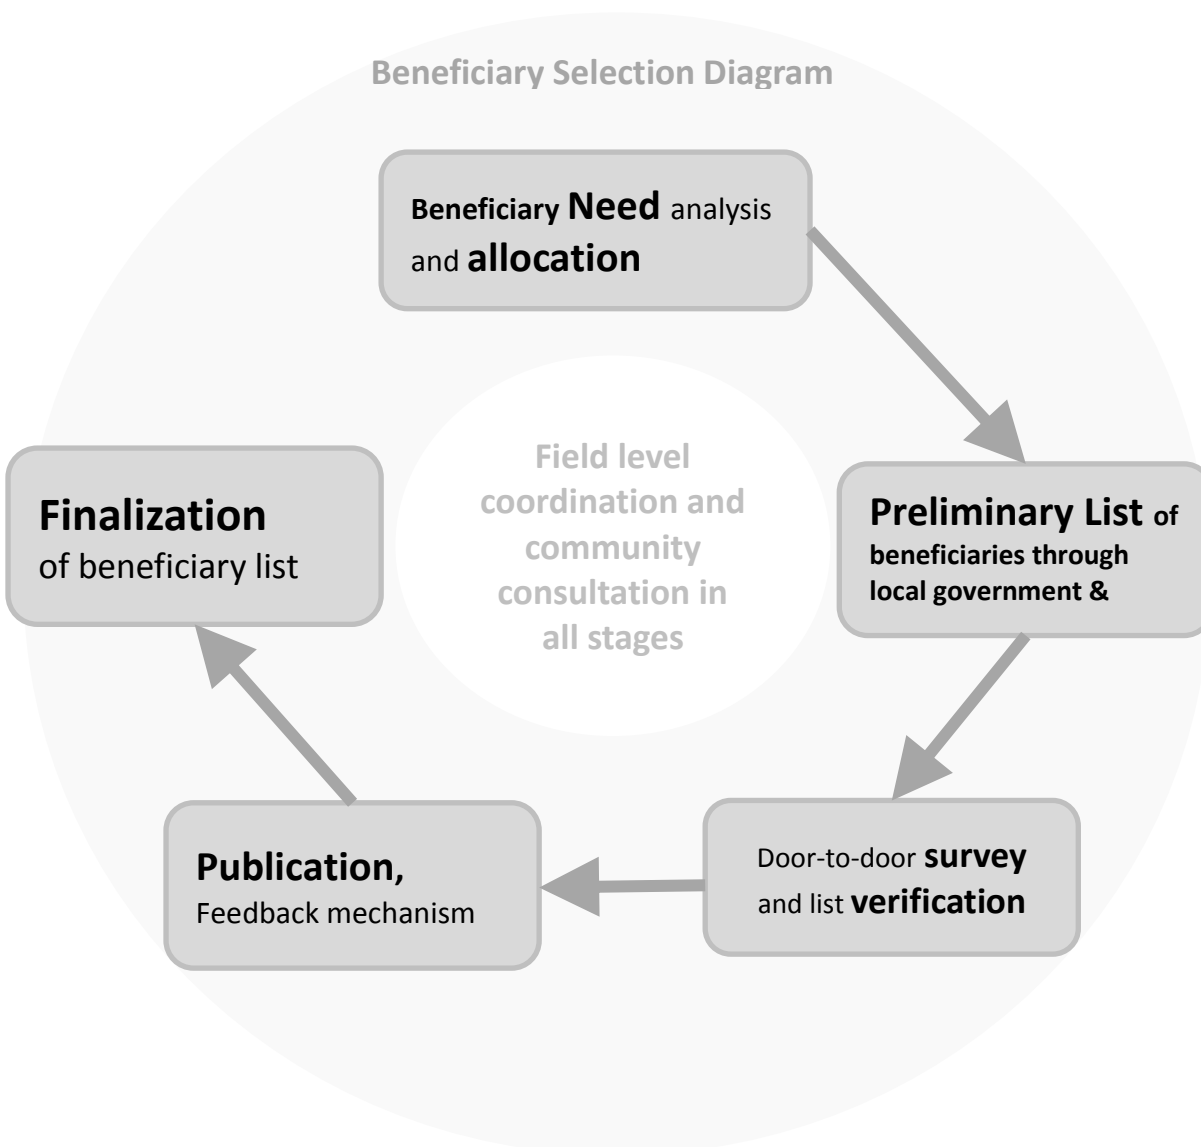 Beneficiary Selection Diagram
Beneficiary Need analysis
and allocation
Preliminary List of
beneficiaries through
local government &
Door-to-door survey
and list verification
Publication,
Feedback mechanism
Finalization
of beneficiary list
Field level
coordination and
community
consultation in
all stages